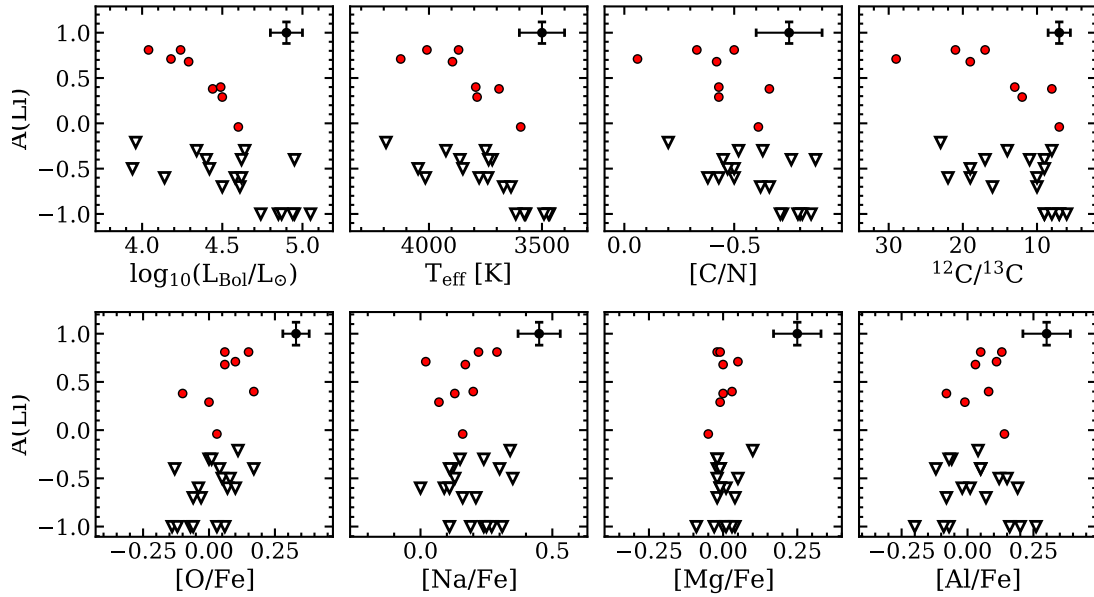 A(Li)
1.0
0.5
0.0
−0.5
−1.0
4.0 4.5 5.0
log₁₀(L_Bol/L_⊙)
4000 3500
T_eff [K]
0.0 −0.5
[C/N]
30 20 10
¹²C/¹³C
A(Li)
1.0
0.5
0.0
−0.5
−1.0
−0.25 0.00 0.25
[O/Fe]
0.0 0.5
[Na/Fe]
−0.25 0.00 0.25
[Mg/Fe]
−0.25 0.00 0.25
[Al/Fe]